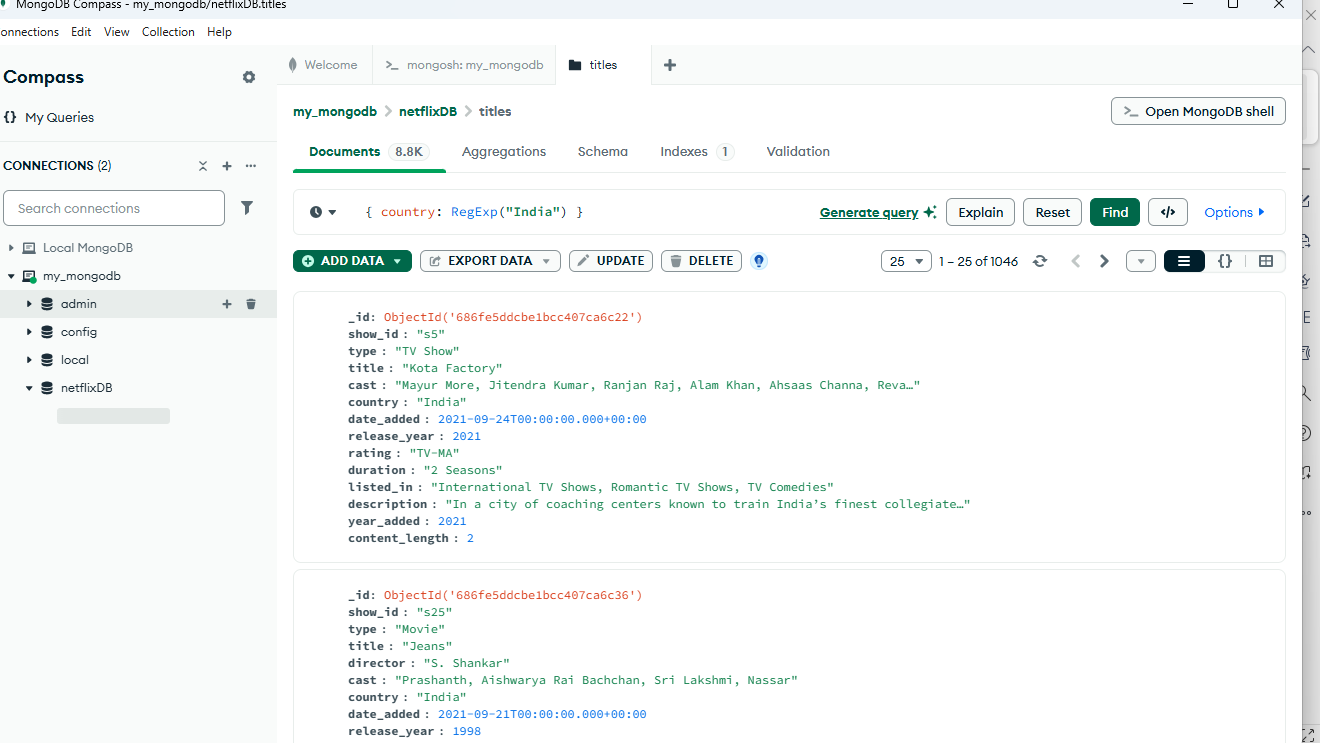 MongoDB Compass - my_mongodb/netflixDB.titles
onnections Edit View Collection Help
Compass
My Queries
CONNECTIONS (2)
Search connections
Local MongoDB
my_mongodb
admin
config
local
netflixDB
Welcome
mongosh: my_mongodb
titles
my_mongodb > netflixDB > titles
Open MongoDB shell
Documents 8.8K Aggregations Schema Indexes 1 Validation
{ country: RegExp("India") }
Generate query Explain Reset Find </> Options
ADD DATA EXPORT DATA UPDATE DELETE 25 1 – 25 of 1046 {}
_id: ObjectId('686fe5ddcbe1bcc407ca6c22')
show_id : "s5"
type : "TV Show"
title : "Kota Factory"
cast : "Mayur More, Jitendra Kumar, Ranjan Raj, Alam Khan, Ahsaas Channa, Reva…"
country : "India"
date_added : 2021-09-24T00:00:00.000+00:00
release_year : 2021
rating : "TV-MA"
duration : "2 Seasons"
listed_in : "International TV Shows, Romantic TV Shows, TV Comedies"
description : "In a city of coaching centers known to train India’s finest collegiate…"
year_added : 2021
content_length : 2
_id: ObjectId('686fe5ddcbe1bcc407ca6c36')
show_id : "s25"
type : "Movie"
title : "Jeans"
director : "S. Shankar"
cast : "Prashanth, Aishwarya Rai Bachchan, Sri Lakshmi, Nassar"
country : "India"
date_added : 2021-09-21T00:00:00.000+00:00
release_year : 1998